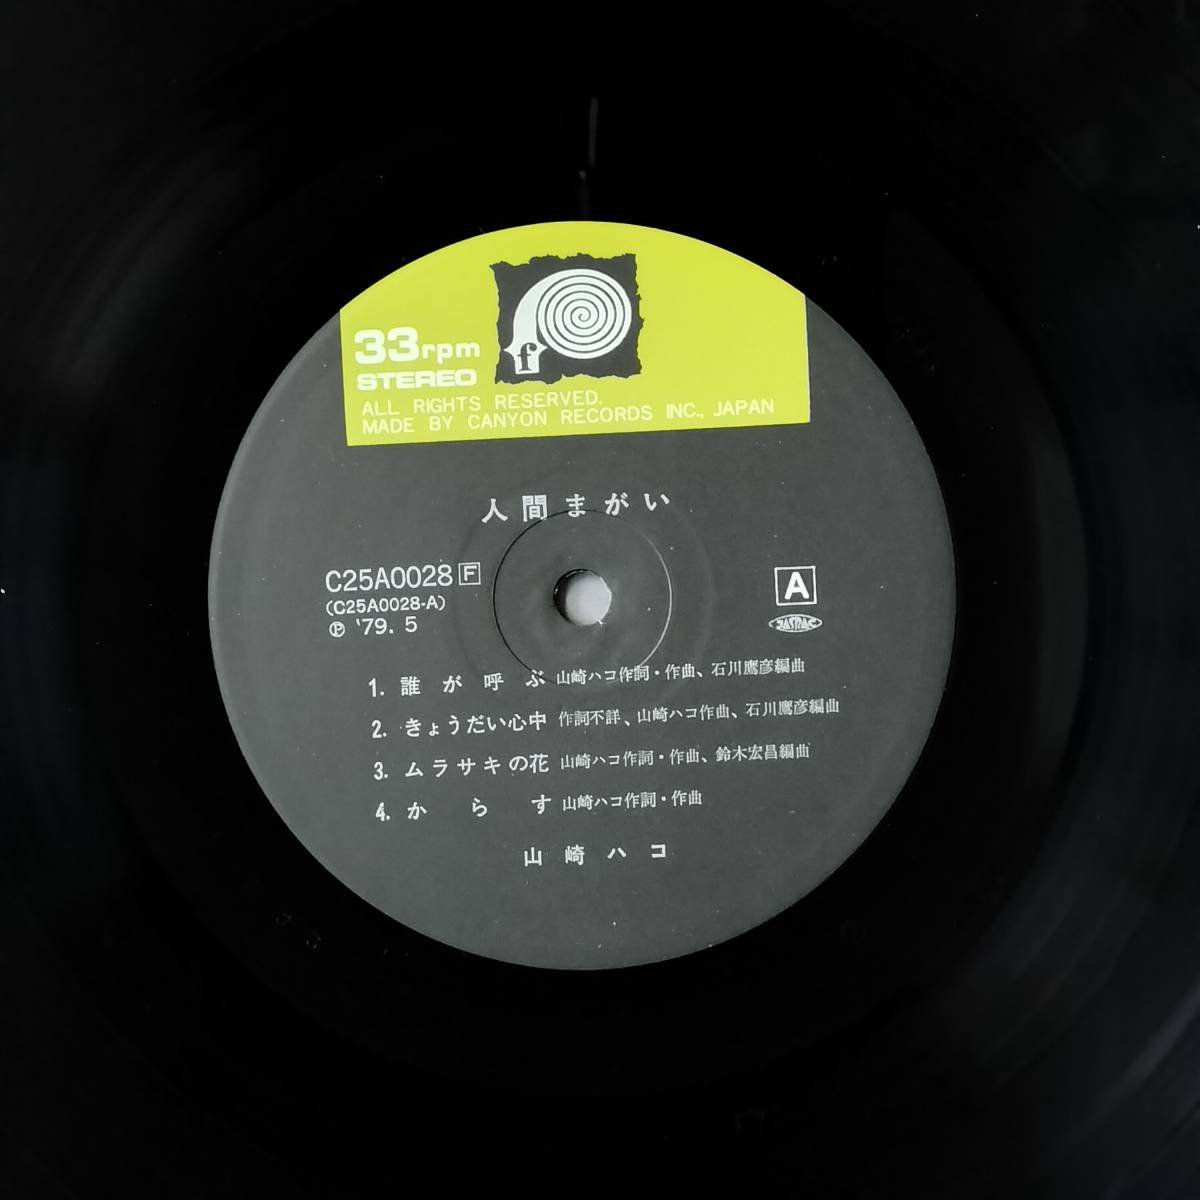 f
33rpm
STEREO
ALL RIGHTS RESERVED.
MADE BY CANYON RECORDS INC., JAPAN
人間まがい
C25A0028 F
(C25A0028-A)
Ⓟ '79. 5
A
JASRAC
1. 誰が呼ぶ 山崎ハコ作詞・作曲、石川鷹彦編曲
2. きょうだい心中 作詞不詳、山崎ハコ作曲、石川鷹彦編曲
3. ムラサキの花 山崎ハコ作詞・作曲、鈴木宏昌編曲
4. からす 山崎ハコ作詞・作曲
山崎ハコ